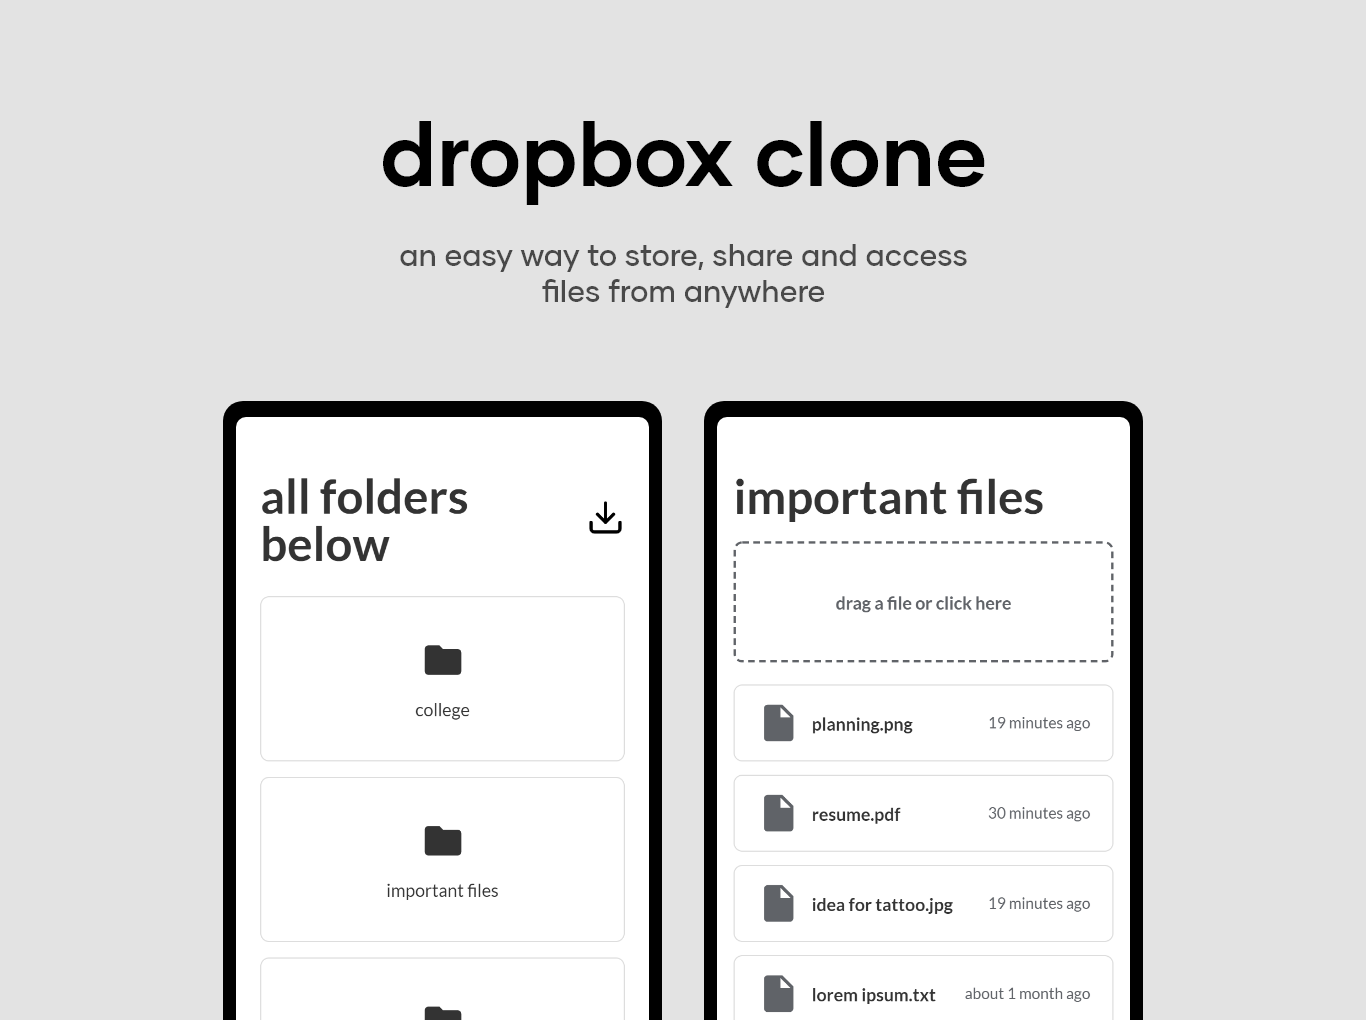 dropbox clone
an easy way to store, share and access
files from anywhere
all folders
below
college
important files
important files
drag a file or click here
planning.png 19 minutes ago
resume.pdf 30 minutes ago
idea for tattoo.jpg 19 minutes ago
lorem ipsum.txt about 1 month ago